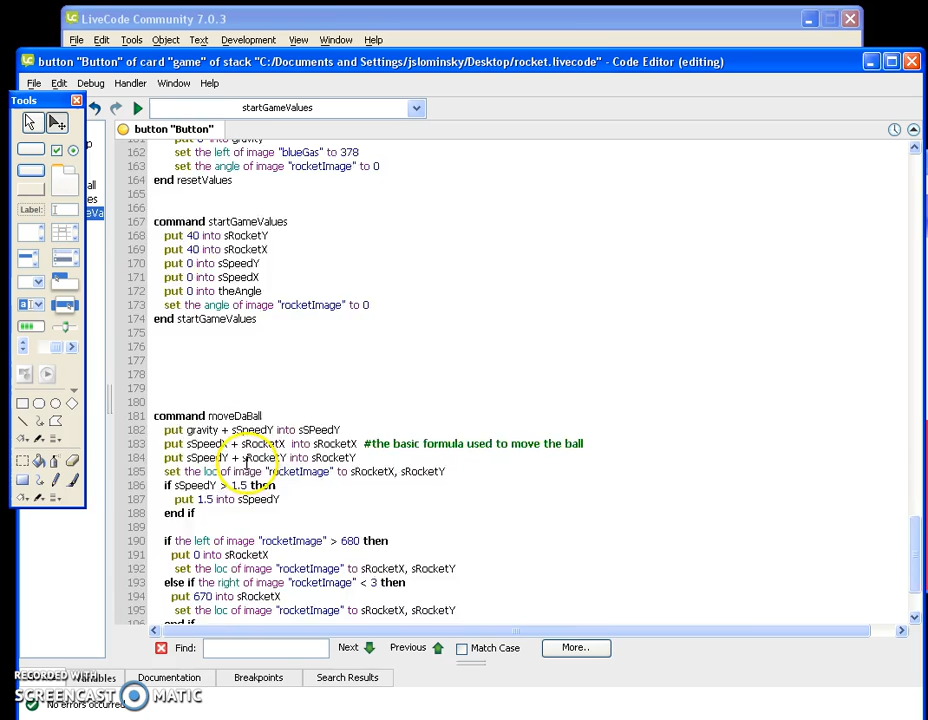 LiveCode Community 7.0.3
File Edit Tools Object Text Development View Window Help
button "Button" of card "game" of stack "C:/Documents and Settings/jslominsky/Desktop/rocket.livecode" - Code Editor (editing)
File Edit Debug Handler Window Help
Tools
startGameValues
button "Button"
Label:
162 set the left of image "blueGas" to 378
163 set the angle of image "rocketImage" to 0
164 end resetValues
165
166
167 command startGameValues
168 put 40 into sRocketY
169 put 40 into sRocketX
170 put 0 into sSpeedY
171 put 0 into sSpeedX
172 put 0 into theAngle
173 set the angle of image "rocketImage" to 0
174 end startGameValues
175
176
177
178
179
180
181 command moveDaBall
182 put gravity + sSpeedY into sSPeedY
183 put sSpeedX + sRocketX into sRocketX #the basic formula used to move the ball
184 put sSpeedY + sRocketY into sRocketY
185 set the loc of image "rocketImage" to sRocketX, sRocketY
186 if sSpeedY > 1.5 then
187 put 1.5 into sSpeedY
188 end if
189
190 if the left of image "rocketImage" > 680 then
191 put 0 into sRocketX
192 set the loc of image "rocketImage" to sRocketX, sRocketY
193 else if the right of image "rocketImage" < 3 then
194 put 670 into sRocketX
195 set the loc of image "rocketImage" to sRocketX, sRocketY
Find: Next Previous Match Case More..
Variables Documentation Breakpoints Search Results
RECORDED WITH
SCREENCAST MATIC
No errors occurred